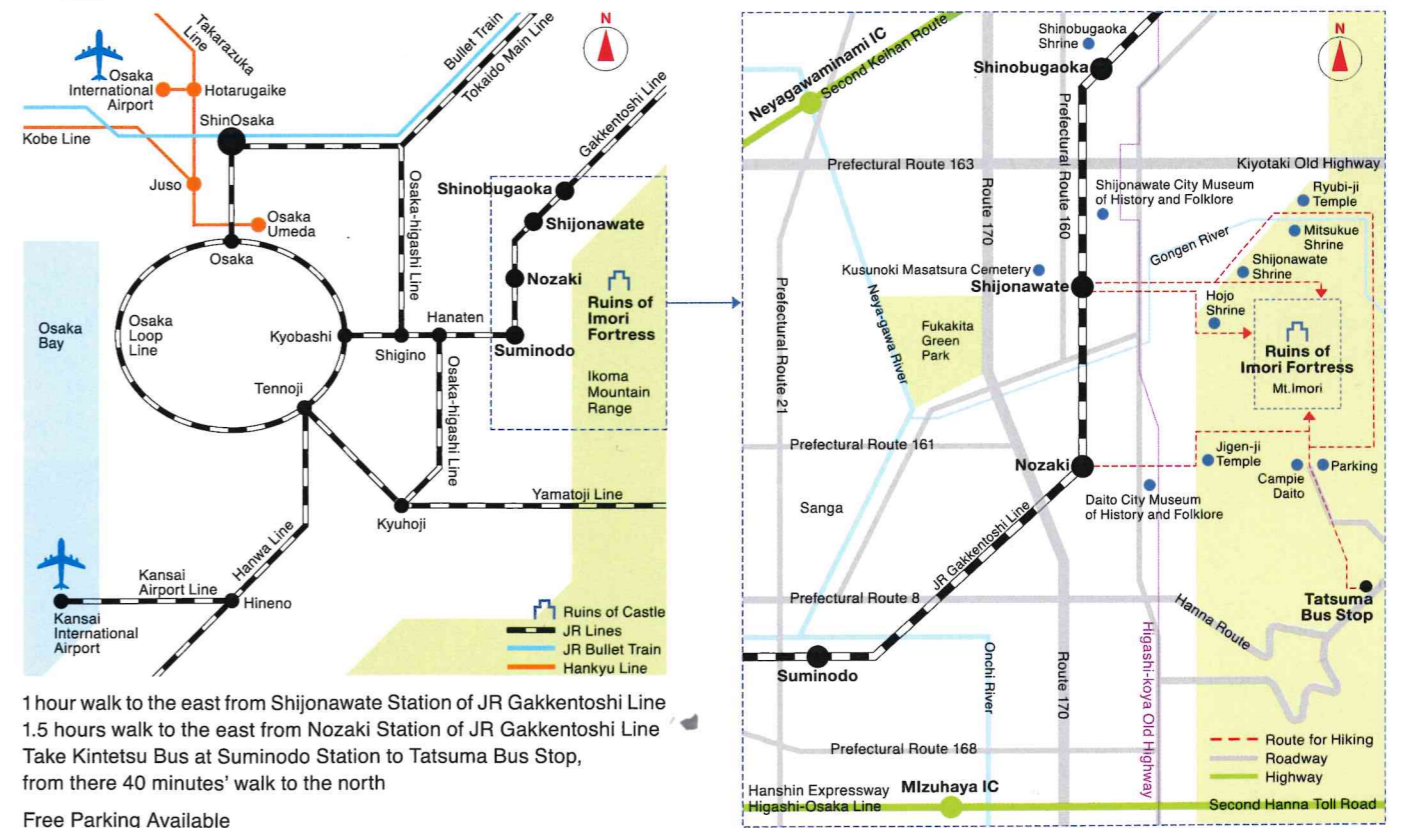 N
Takarazuka
Line
Bullet Train
Tokaido Main Line
Osaka
International
Airport
Hotarugaike
ShinOsaka
Kobe Line
Gakkentoshi Line
Juso
Shinobugaoka
Osaka
Umeda
Osaka-higashi Line
Shijonawate
Osaka
Nozaki
Ruins of
Imori
Fortress
Osaka
Bay
Osaka
Loop
Line
Kyobashi
Hanaten
Shigino
Suminodo
Ikoma
Mountain
Range
Tennoji
Osaka-higashi Line
Yamatoji Line
Kyuhoji
Hanwa Line
Kansai
Airport Line
Hineno
Kansai
International
Airport
Ruins of Castle
JR Lines
JR Bullet Train
Hankyu Line
1 hour walk to the east from Shijonawate Station of JR Gakkentoshi Line
1.5 hours walk to the east from Nozaki Station of JR Gakkentoshi Line
Take Kintetsu Bus at Suminodo Station to Tatsuma Bus Stop,
from there 40 minutes' walk to the north
Free Parking Available
N
Neyagawaminami IC
Second Keihan Route
Shinobugaoka
Shrine
Shinobugaoka
Prefectural Route 160
Prefectural Route 163
Kiyotaki Old Highway
Route 170
Shijonawate City Museum
of History and Folklore
Ryubi-ji
Temple
Mitsukue
Shrine
Gongen River
Kusunoki Masatsura Cemetery
Shijonawate
Shijonawate
Shrine
Prefectural Route 21
Neya-gawa River
Hojo
Shrine
Fukakita
Green
Park
Ruins of
Imori Fortress
Mt.Imori
Prefectural Route 161
Nozaki
Jigen-ji
Temple
Campie
Daito
Parking
Daito City Museum
of History and Folklore
Sanga
JR Gakkentoshi Line
Prefectural Route 8
Hanna Route
Tatsuma
Bus Stop
Suminodo
Onchi River
Route 170
Higashi-koya Old Highway
Prefectural Route 168
Route for Hiking
Roadway
Highway
Hanshin Expressway
Higashi-Osaka Line
MIzuhaya IC
Second Hanna Toll Road